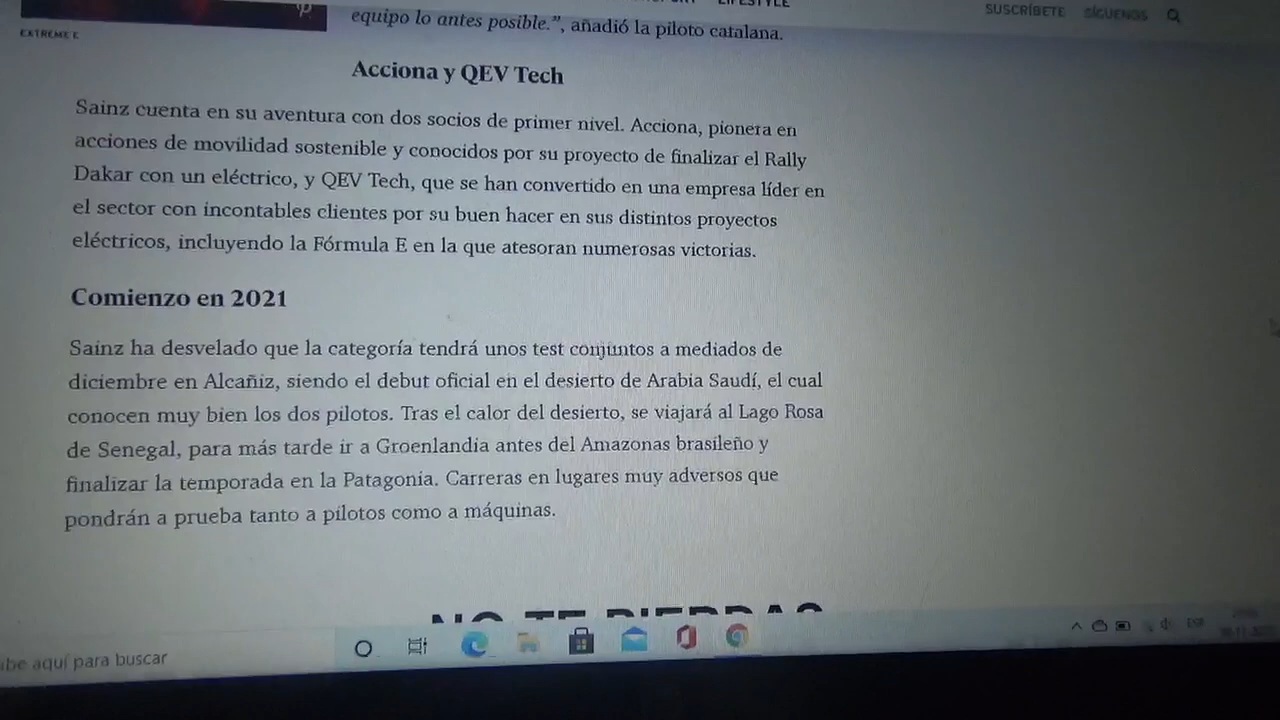 LIFESTYLE
SUSCRÍBETE SÍGUENOS
EXTREME E
equipo lo antes posible.”, añadió la piloto catalana.
Acciona y QEV Tech
Sainz cuenta en su aventura con dos socios de primer nivel. Acciona, pionera en
acciones de movilidad sostenible y conocidos por su proyecto de finalizar el Rally
Dakar con un eléctrico, y QEV Tech, que se han convertido en una empresa líder en
el sector con incontables clientes por su buen hacer en sus distintos proyectos
eléctricos, incluyendo la Fórmula E en la que atesoran numerosas victorias.
Comienzo en 2021
Sainz ha desvelado que la categoría tendrá unos test conjuntos a mediados de
diciembre en Alcañiz, siendo el debut oficial en el desierto de Arabia Saudí, el cual
conocen muy bien los dos pilotos. Tras el calor del desierto, se viajará al Lago Rosa
de Senegal, para más tarde ir a Groenlandia antes del Amazonas brasileño y
finalizar la temporada en la Patagonia. Carreras en lugares muy adversos que
pondrán a prueba tanto a pilotos como a máquinas.
NO TE PIERDAS
ibe aquí para buscar
ESP